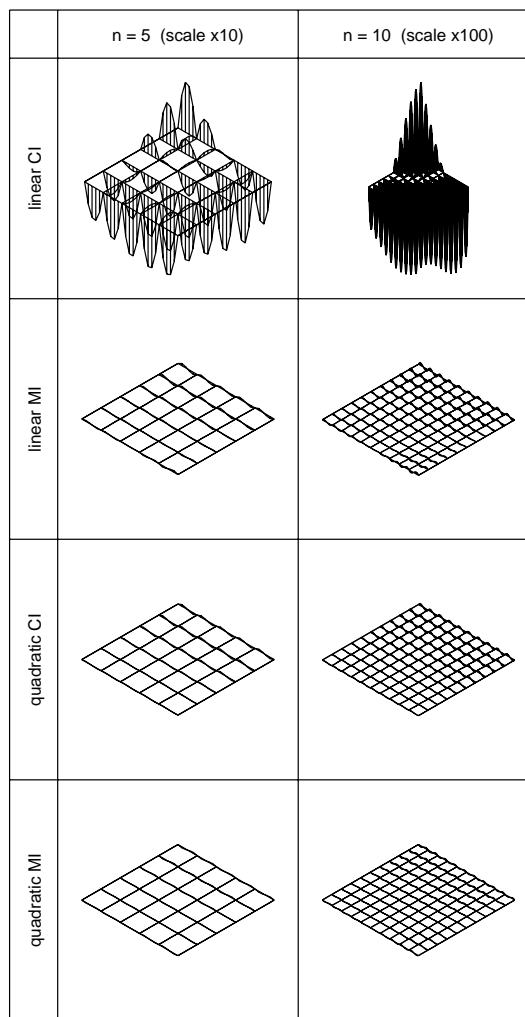 n = 5 (scale x10)
n = 10 (scale x100)
linear CI
linear MI
quadratic CI
quadratic MI